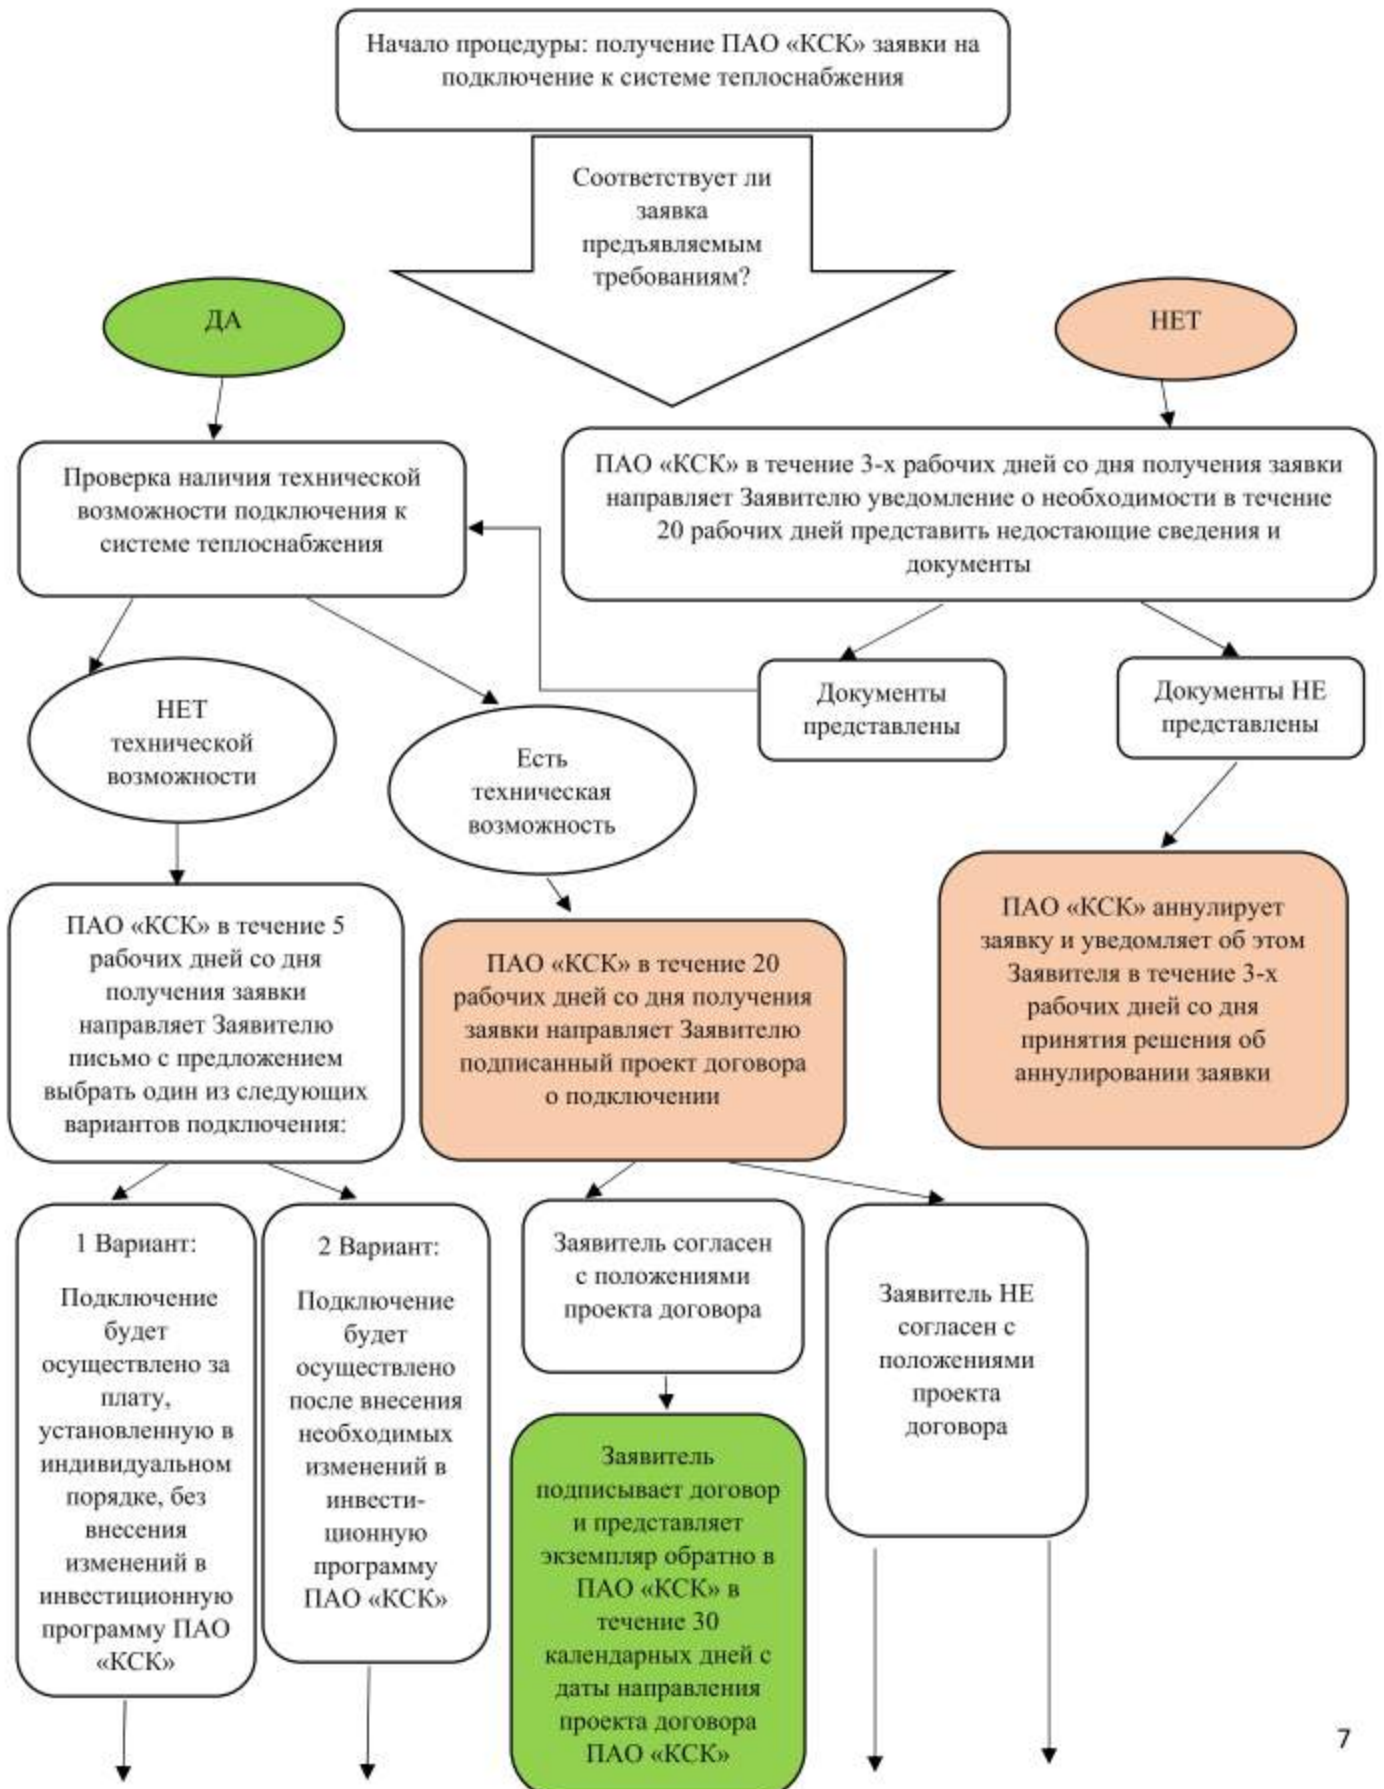 Начало процедуры: получение ПАО «КСК» заявки на
подключение к системе теплоснабжения
Соответствует ли
заявка
предъявляемым
требованиям?
ДА
НЕТ
Проверка наличия технической
возможности подключения к
системе теплоснабжения
ПАО «КСК» в течение 3-х рабочих дней со дня получения заявки
направляет Заявителю уведомление о необходимости в течение
20 рабочих дней представить недостающие сведения и
документы
НЕТ
технической
возможности
Есть
техническая
возможность
Документы
представлены
Документы НЕ
представлены
ПАО «КСК» в течение 5
рабочих дней со дня
получения заявки
направляет Заявителю
письмо с предложением
выбрать один из следующих
вариантов подключения:
ПАО «КСК» в течение 20
рабочих дней со дня получения
заявки направляет Заявителю
подписанный проект договора
о подключении
ПАО «КСК» аннулирует
заявку и уведомляет об этом
Заявителя в течение 3-х
рабочих дней со дня
принятия решения об
аннулировании заявки
1 Вариант:
Подключение
будет
осуществлено за
плату,
установленную в
индивидуальном
порядке, без
внесения
изменений в
инвестиционную
программу ПАО
«КСК»
2 Вариант:
Подключение
будет
осуществлено
после внесения
необходимых
изменений в
инвести-
ционную
программу
ПАО «КСК»
Заявитель согласен
с положениями
проекта договора
Заявитель НЕ
согласен с
положениями
проекта
договора
Заявитель
подписывает договор
и представляет
экземпляр обратно в
ПАО «КСК» в
течение 30
календарных дней с
даты направления
проекта договора
ПАО «КСК»
7